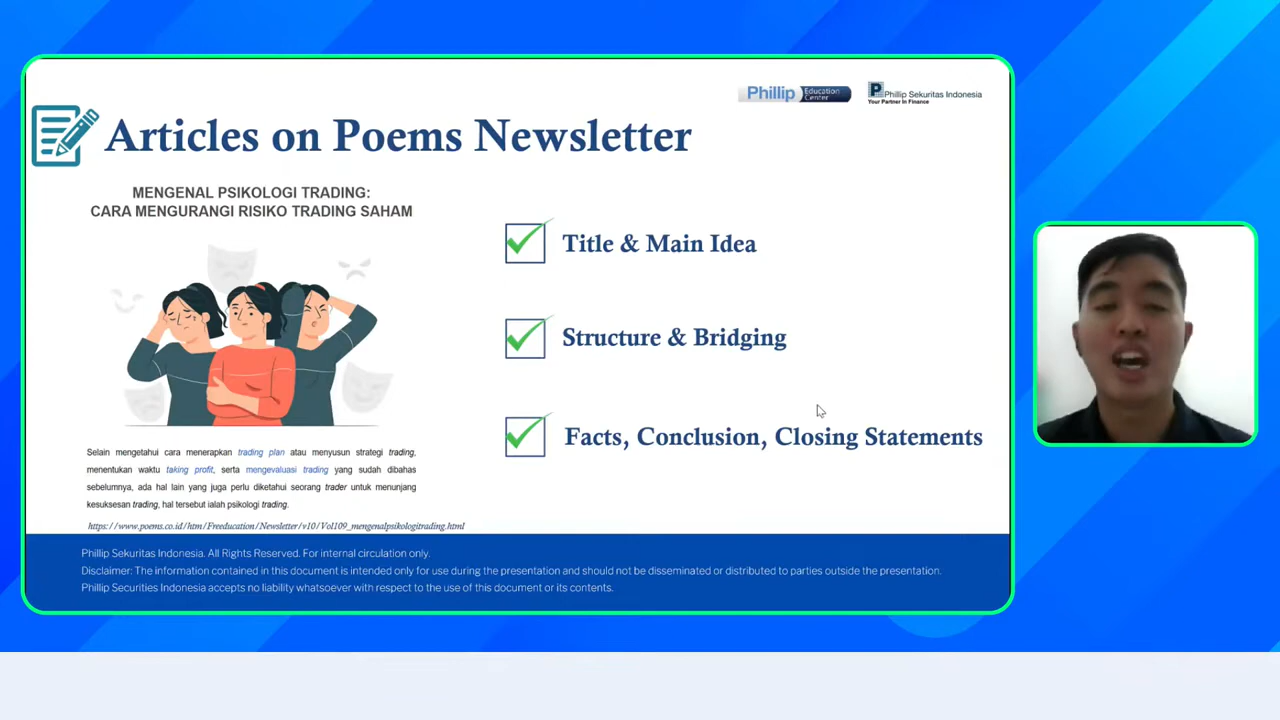 Phillip Education Center
Phillip Sekuritas Indonesia
Your Partner In Finance
Articles on Poems Newsletter
MENGENAL PSIKOLOGI TRADING:
CARA MENGURANGI RISIKO TRADING SAHAM
Title & Main Idea
Structure & Bridging
Facts, Conclusion, Closing Statements
Selain mengetahui cara menerapkan trading plan atau menyusun strategi trading,
menentukan waktu taking profit, serta mengevaluasi trading yang sudah dibahas
sebelumnya, ada hal lain yang juga perlu diketahui seorang trader untuk menunjang
kesuksesan trading, hal tersebut ialah psikologi trading.
https://www.poems.co.id/htm/Freeducation/Newsletter/v10/Vol109_mengenalpsikologitrading.html
Phillip Sekuritas Indonesia. All Rights Reserved. For internal circulation only.
Disclaimer: The information contained in this document is intended only for use during the presentation and should not be disseminated or distributed to parties outside the presentation.
Phillip Securities Indonesia accepts no liability whatsoever with respect to the use of this document or its contents.